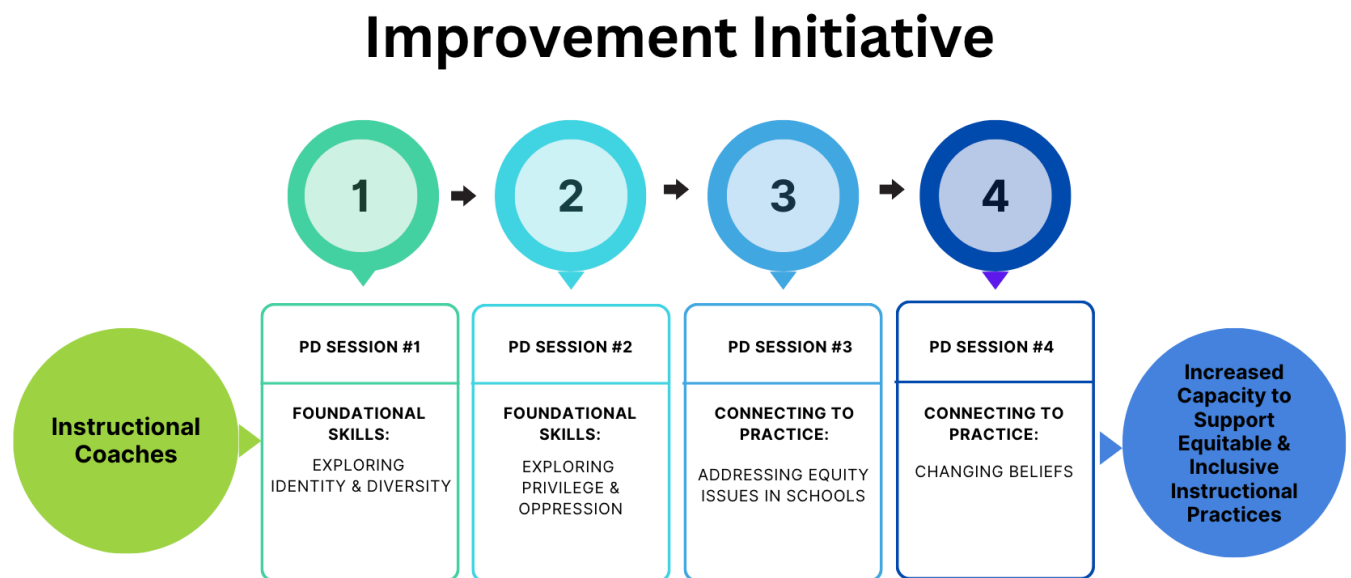 Improvement Initiative
1
2
3
4
PD SESSION #1
PD SESSION #2
PD SESSION #3
PD SESSION #4
Instructional
Coaches
FOUNDATIONAL
SKILLS:
EXPLORING
IDENTITY & DIVERSITY
FOUNDATIONAL
SKILLS:
EXPLORING
PRIVILEGE &
OPPRESSION
CONNECTING TO
PRACTICE:
ADDRESSING EQUITY
ISSUES IN SCHOOLS
CONNECTING TO
PRACTICE:
CHANGING BELIEFS
Increased
Capacity to
Support
Equitable &
Inclusive
Instructional
Practices